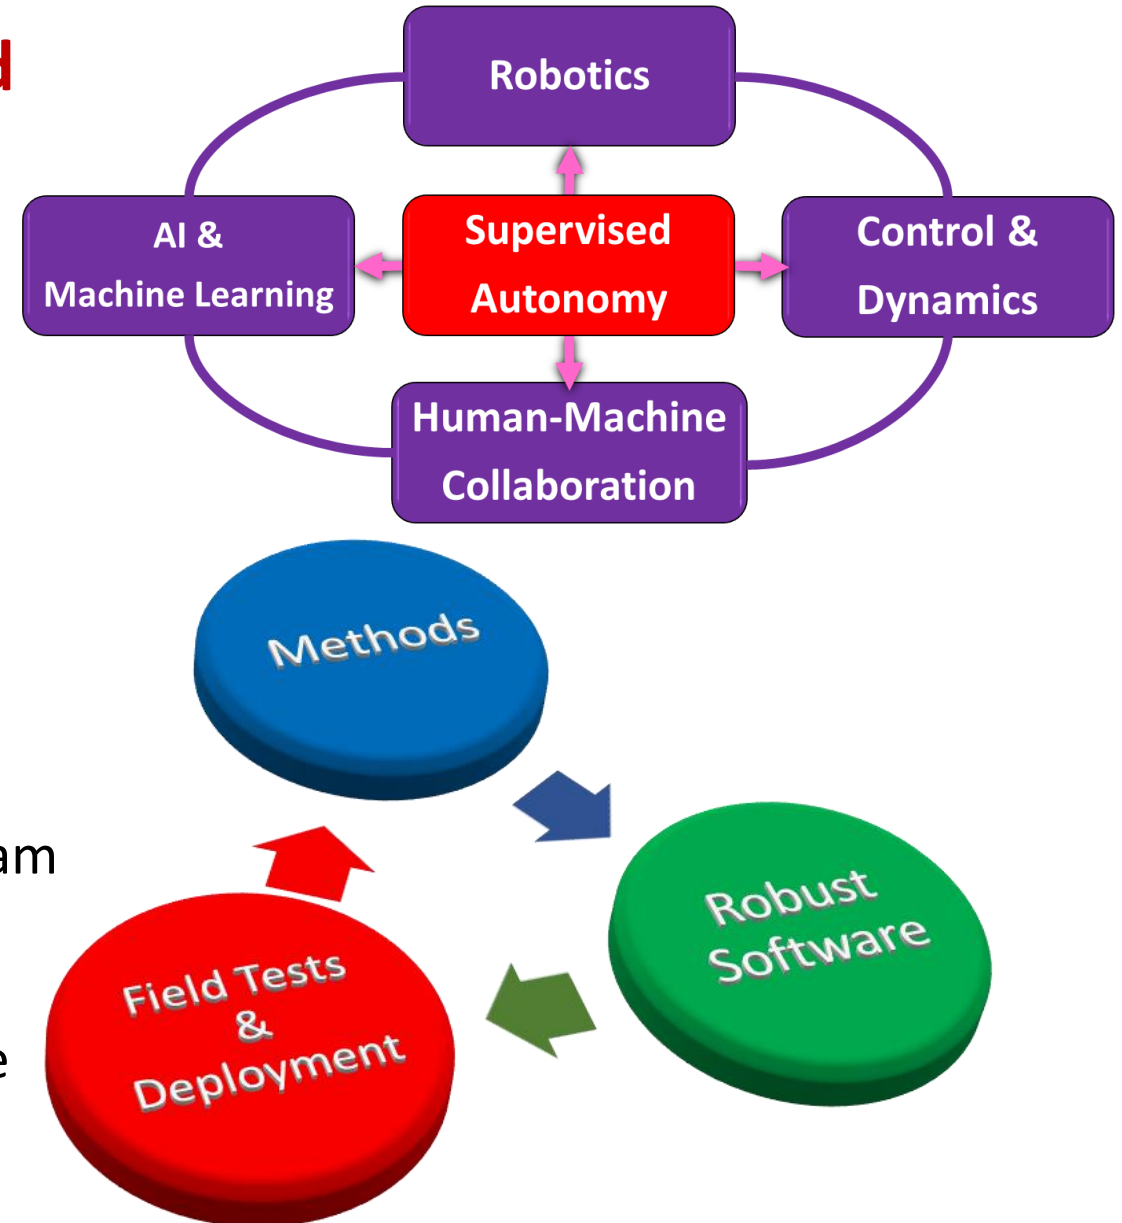 Robotics
AI &
Machine Learning
Supervised
Autonomy
Control &
Dynamics
Human-Machine
Collaboration
Methods
Robust
Software
Field Tests
&
Deployment